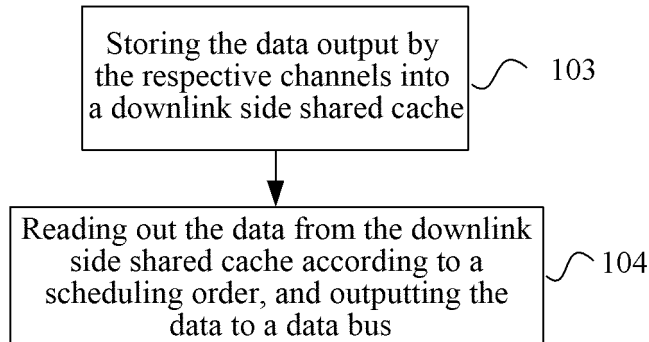 Storing the data output by
the respective channels into
a downlink side shared cache
103
Reading out the data from the downlink
side shared cache according to a
scheduling order, and outputting the
data to a data bus
104